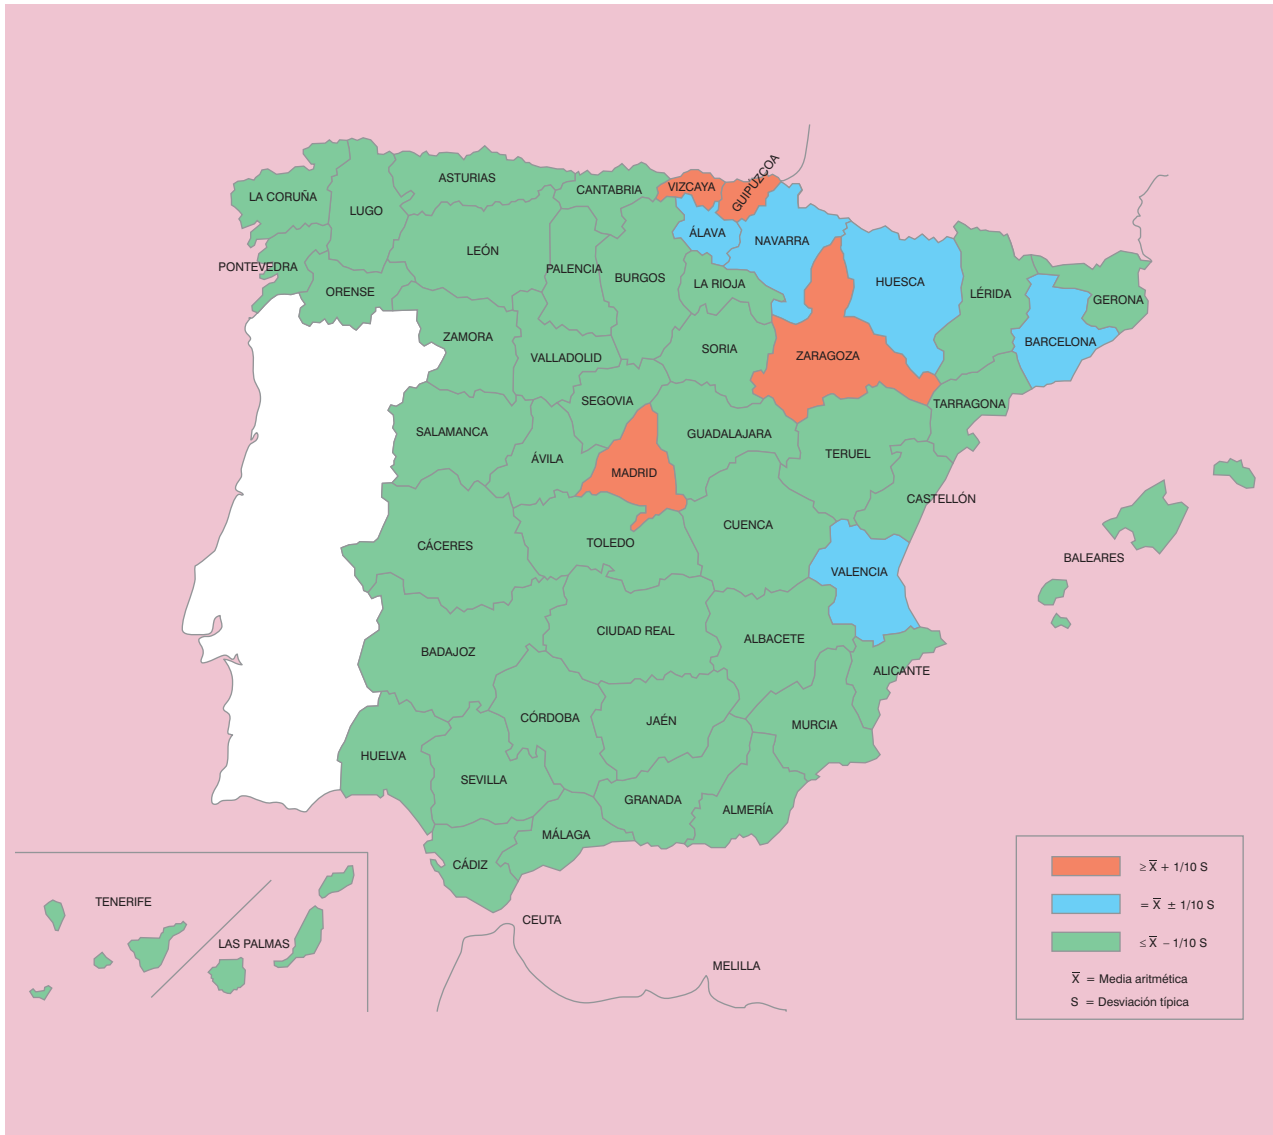 GUIPÚZCOA
ASTURIAS
VIZCAYA
CANTABRIA
LA CORUÑA
LUGO
ÁLAVA
NAVARRA
LEÓN
PONTEVEDRA
PALENCIA
BURGOS
LA RIOJA
HUESCA
ORENSE
LÉRIDA
GERONA
ZAMORA
BARCELONA
SORIA
VALLADOLID
ZARAGOZA
SEGOVIA
TARRAGONA
SALAMANCA
GUADALAJARA
ÁVILA
TERUEL
MADRID
CASTELLÓN
CUENCA
CÁCERES
TOLEDO
BALEARES
VALENCIA
CIUDAD REAL
ALBACETE
BADAJOZ
ALICANTE
CÓRDOBA
JAÉN
MURCIA
HUELVA
SEVILLA
GRANADA
ALMERÍA
MÁLAGA
CÁDIZ
TENERIFE
CEUTA
LAS PALMAS
MELILLA
≥ X̅ + 1/10 S
= X̅ ± 1/10 S
≤ X̅ – 1/10 S
X̅ = Media aritmética
S = Desviación típica